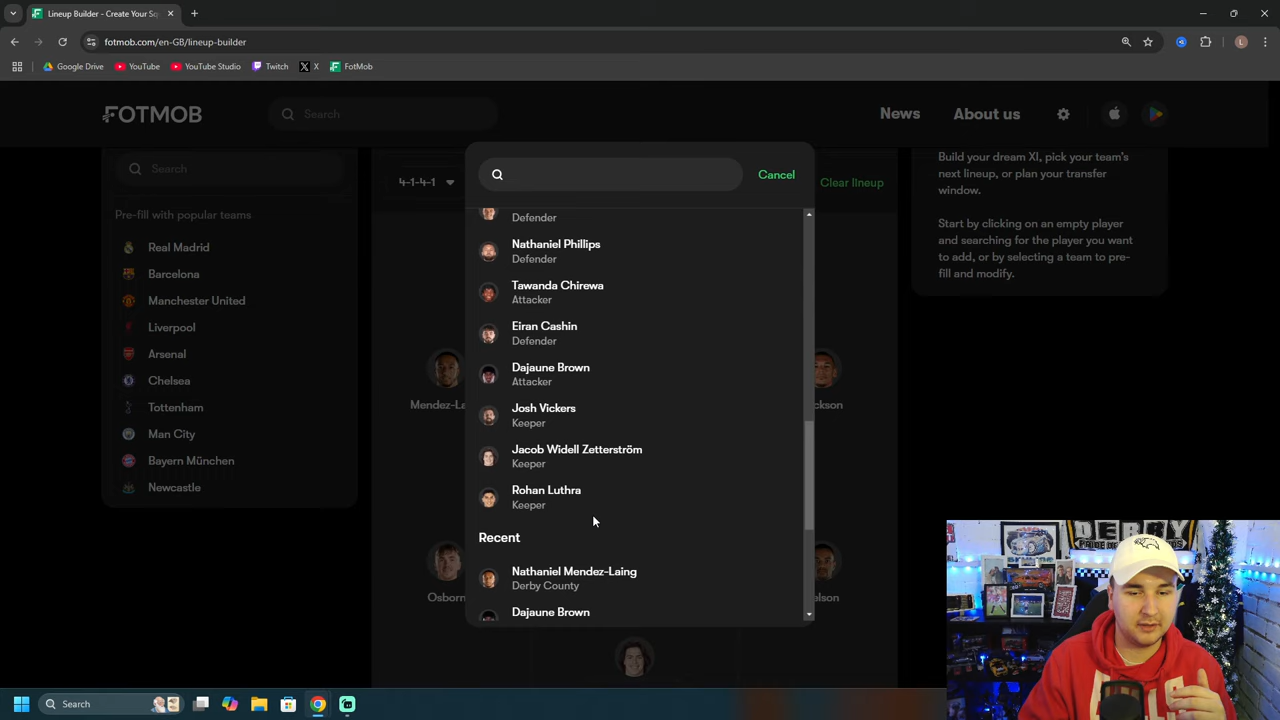 Lineup Builder - Create Your Sq
fotmob.com/en-GB/lineup-builder
L
Google Drive
YouTube
YouTube Studio
Twitch
X
FotMob
FOTMOB
Search
News
About us
Search
Pre-fill with popular teams
Real Madrid
Barcelona
Manchester United
Liverpool
Arsenal
Chelsea
Tottenham
Man City
Bayern München
Newcastle
4-1-4-1
Clear lineup
Mendez-La
ckson
Osborn
elson
Cancel
Defender
Nathaniel Phillips
Defender
Tawanda Chirewa
Attacker
Eiran Cashin
Defender
Dajaune Brown
Attacker
Josh Vickers
Keeper
Jacob Widell Zetterström
Keeper
Rohan Luthra
Keeper
Recent
Nathaniel Mendez-Laing
Derby County
Dajaune Brown
Build your dream XI, pick your team's
next lineup, or plan your transfer
window.
Start by clicking on an empty player
and searching for the player you want
to add, or by selecting a team to pre-
fill and modify.
DERBY
Search